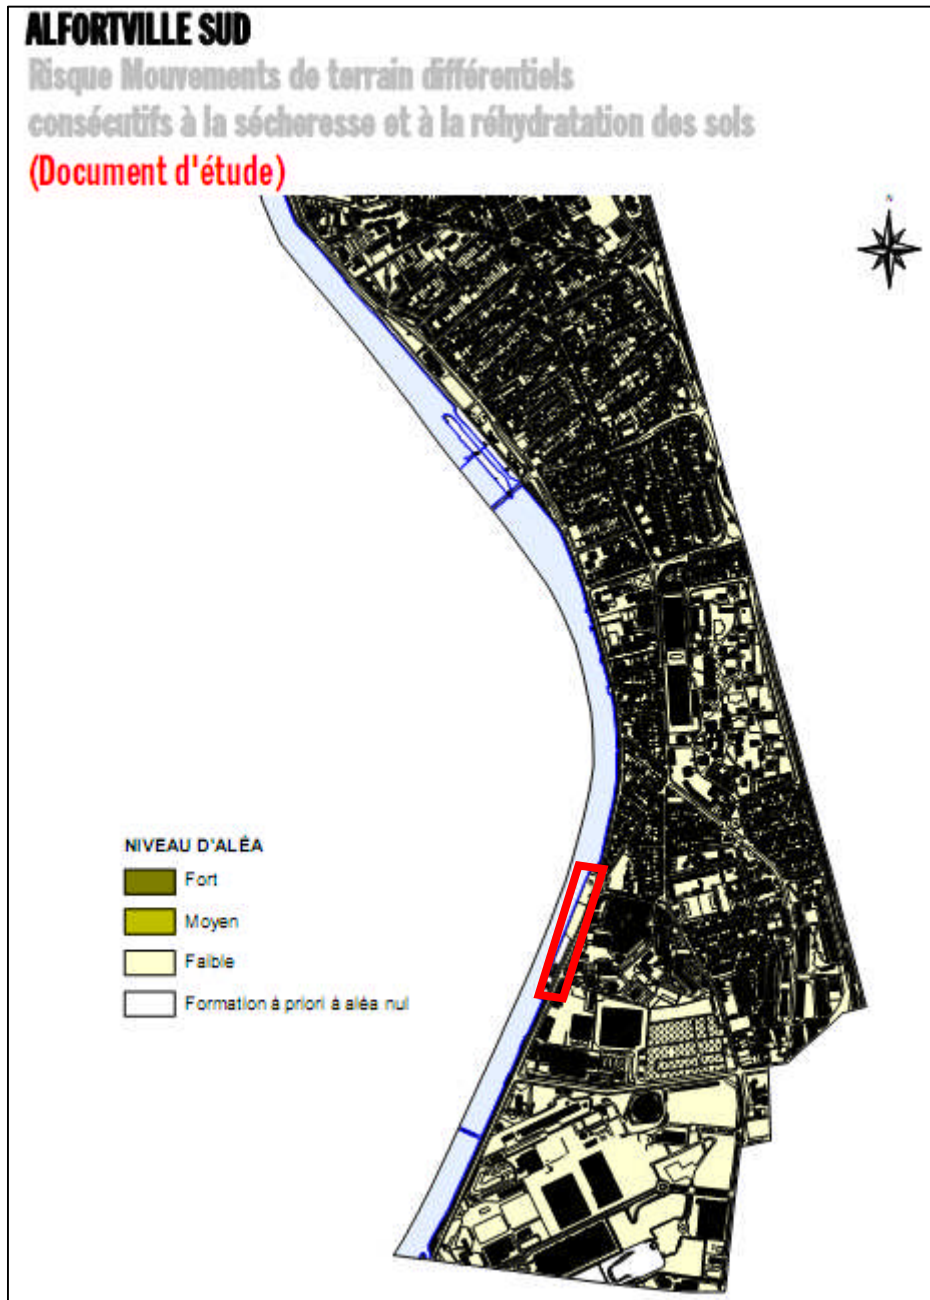 ALFORTVILLE SUD
Risque Mouvements de terrain différentiels
consécutifs à la sécheresse et à la réhydratation des sols
(Document d'étude)
N
NIVEAU D'ALÉA
Fort
Moyen
Faible
Formation à priori à aléa nul